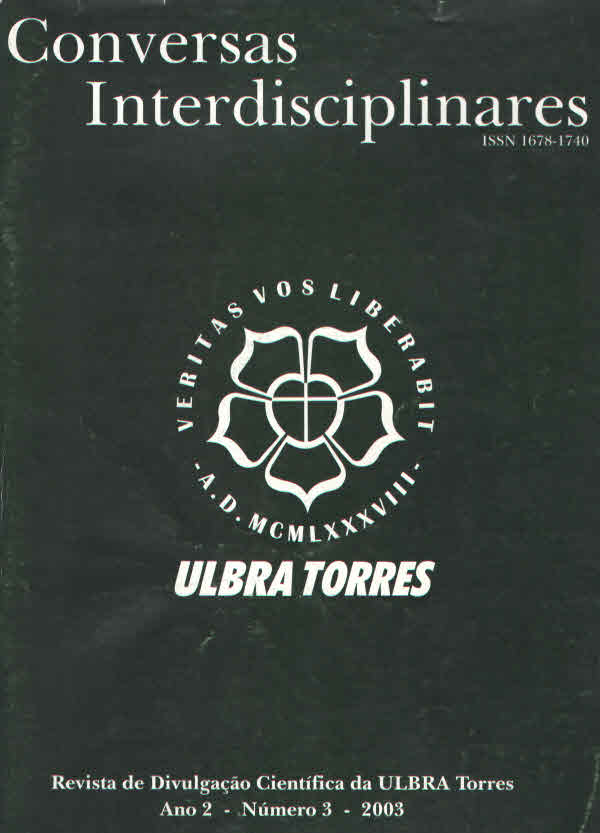 Conversas
Interdisciplinares
ISSN 1678-1740
VERITAS VOS LIBERABIT
- A.D. MCMLXXXVIII -
ULBRA TORRES
Revista de Divulgação Científica da ULBRA Torres
Ano 2 - Número 3 - 2003